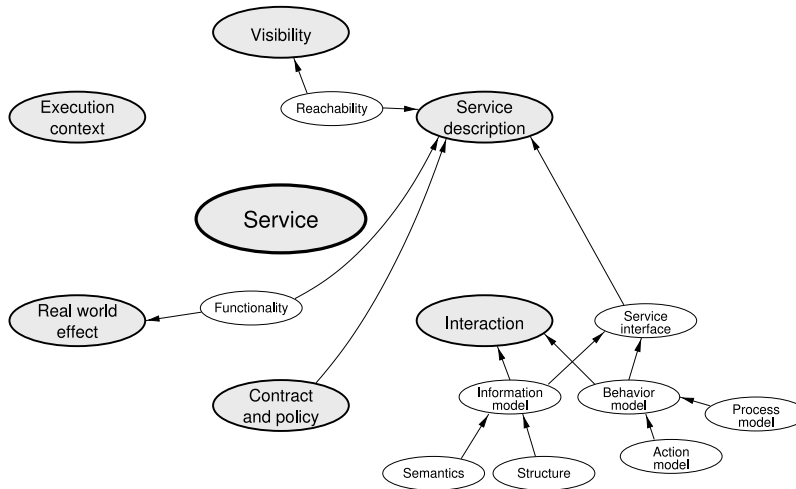 Visibility
Reachability
Execution
context
Service
description
Service
Functionality
Real world
effect
Interaction
Service
interface
Contract
and policy
Information
model
Behavior
model
Process
model
Semantics
Structure
Action
model